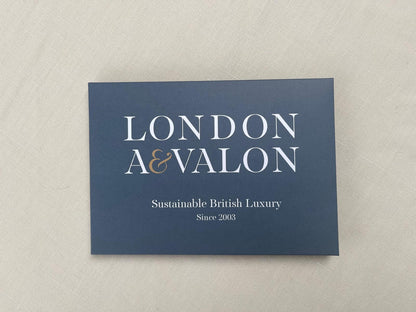 LONDON
A&VALON
Sustainable British Luxury
Since 2003